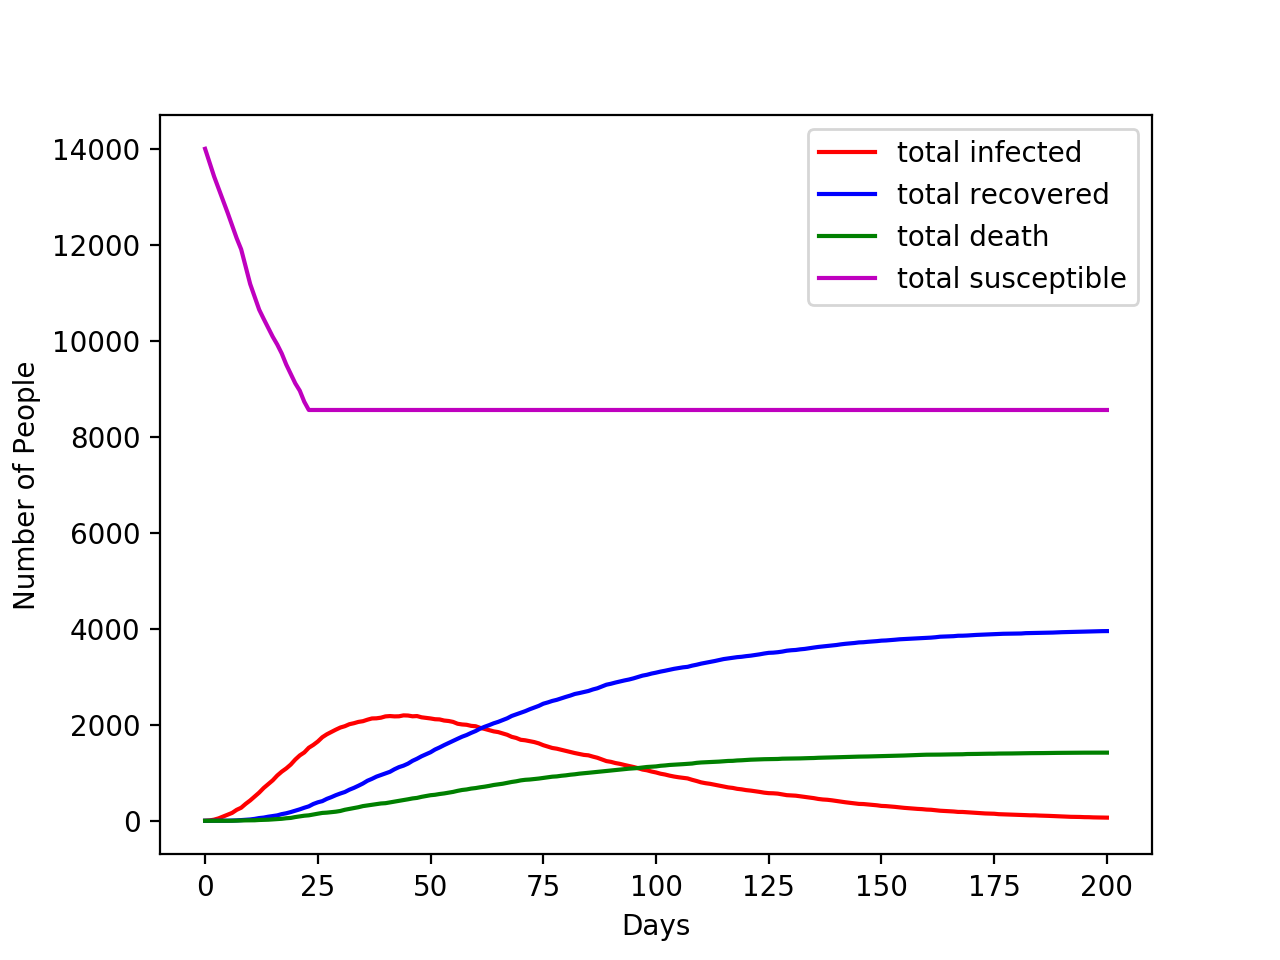 14000
12000
10000
8000
6000
4000
2000
0
Number of People
total infected
total recovered
total death
total susceptible
0 25 50 75 100 125 150 175 200
Days